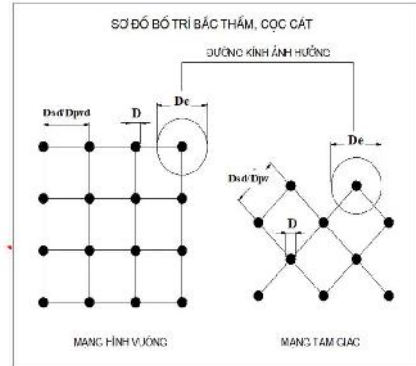 SƠ ĐỒ BỐ TRÍ BẤC THẤM, CỌC CÁT
ĐƯỜNG KÍNH ẢNH HƯỞNG
Dsd/Dpvd
D
De
De
Dsd/Dpv
D
MẠNG HÌNH VUÔNG
MẠNG TAM GIÁC